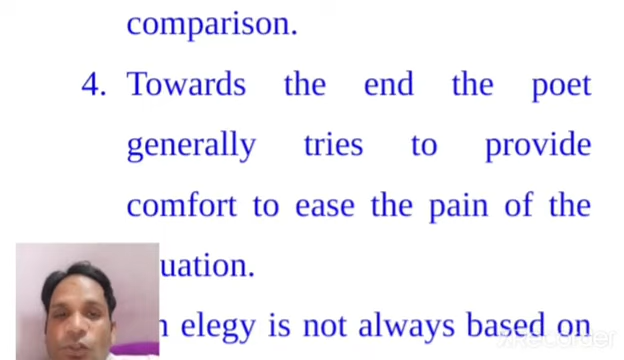 comparison.
4. Towards the end the poet
generally tries to provide
comfort to ease the pain of the
uation.
elegy is not always based on